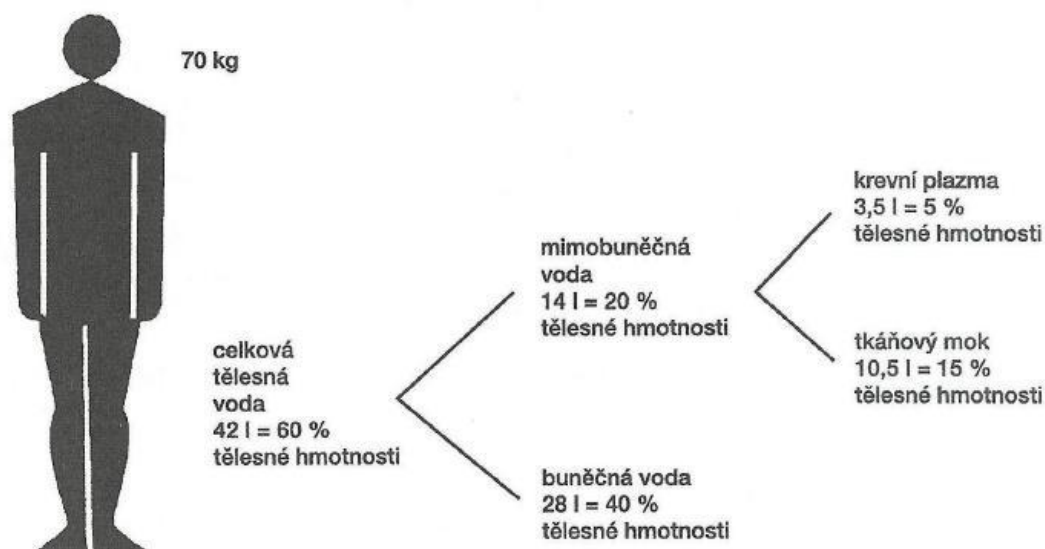 70 kg
celková
tělesná
voda
42 l = 60 %
tělesné hmotnosti
mimobuněčná
voda
14 l = 20 %
tělesné hmotnosti
buněčná voda
28 l = 40 %
tělesné hmotnosti
krevní plazma
3,5 l = 5 %
tělesné hmotnosti
tkáňový mok
10,5 l = 15 %
tělesné hmotnosti